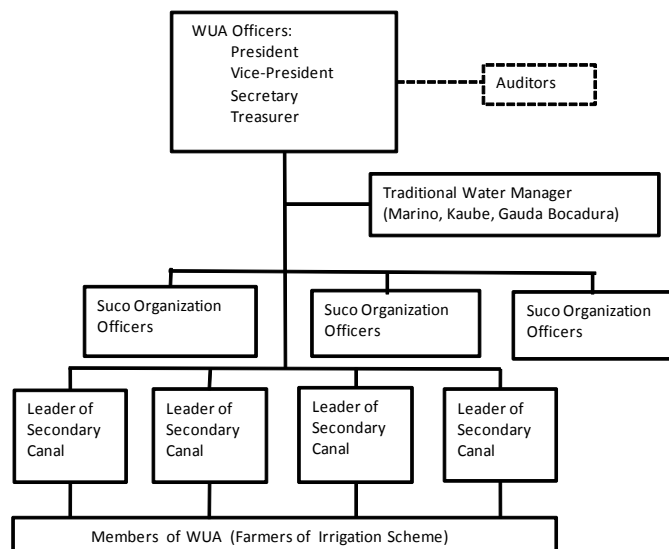 WUA Officers:
President
Vice-President
Secretary
Treasurer
Auditors
Traditional Water Manager
(Marino, Kaube, Gauda Bocadura)
Suco Organization
Officers
Suco Organization
Officers
Suco Organization
Officers
Leader of
Secondary
Canal
Leader of
Secondary
Canal
Leader of
Secondary
Canal
Leader of
Secondary
Canal
Members of WUA (Farmers of Irrigation Scheme)